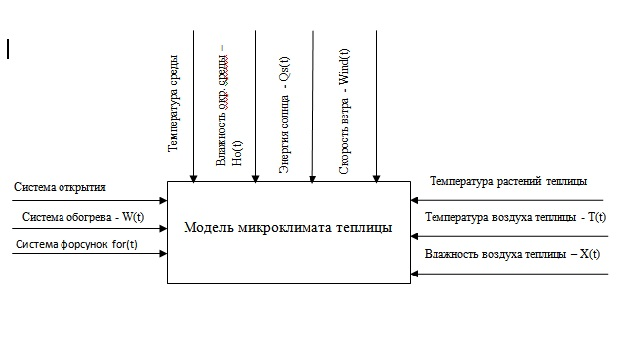 Температура среды
Влажность окр. среды –
Ho(t)
Энергия солнца - Qs(t)
Скорость ветра - Wind(t)
Система открытия
Система обогрева - W(t)
Система форсунок for(t)
Модель микроклимата теплицы
Температура растений теплицы
Температура воздуха теплицы - T(t)
Влажность воздуха теплицы – X(t)